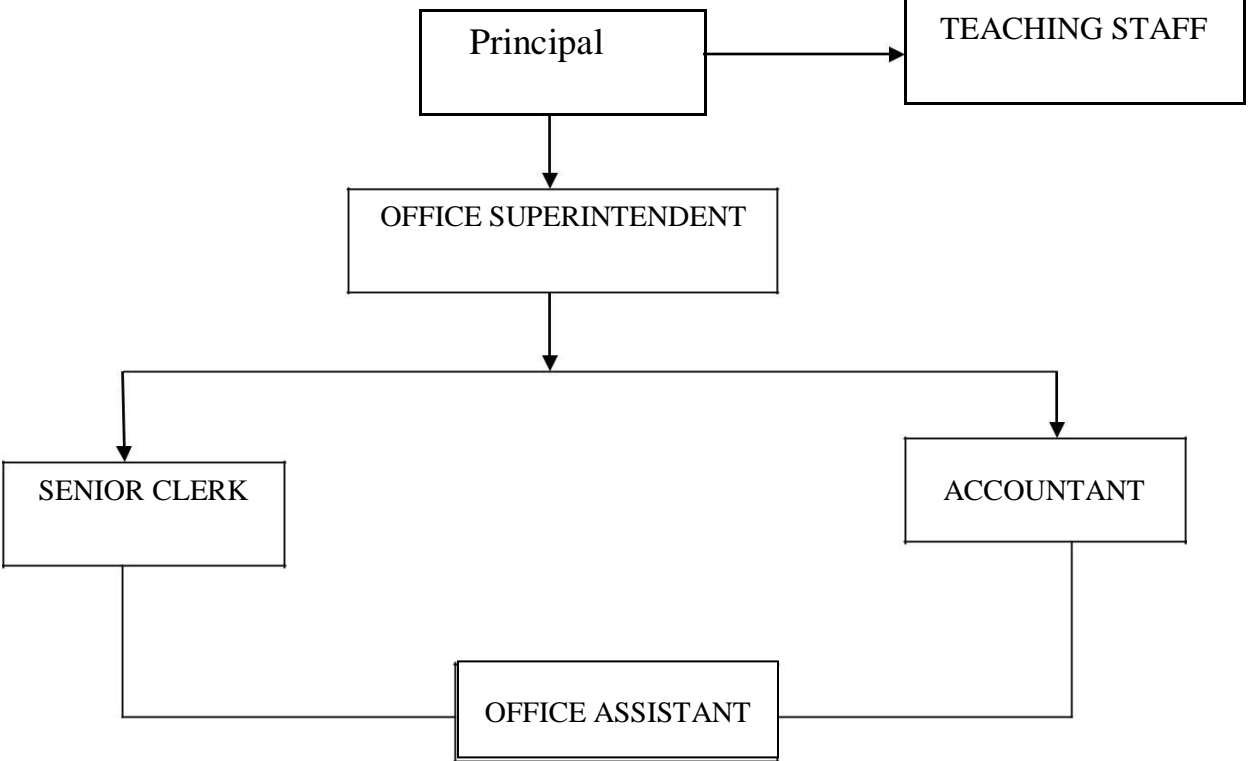 Principal
TEACHING STAFF
OFFICE SUPERINTENDENT
SENIOR CLERK
ACCOUNTANT
OFFICE ASSISTANT